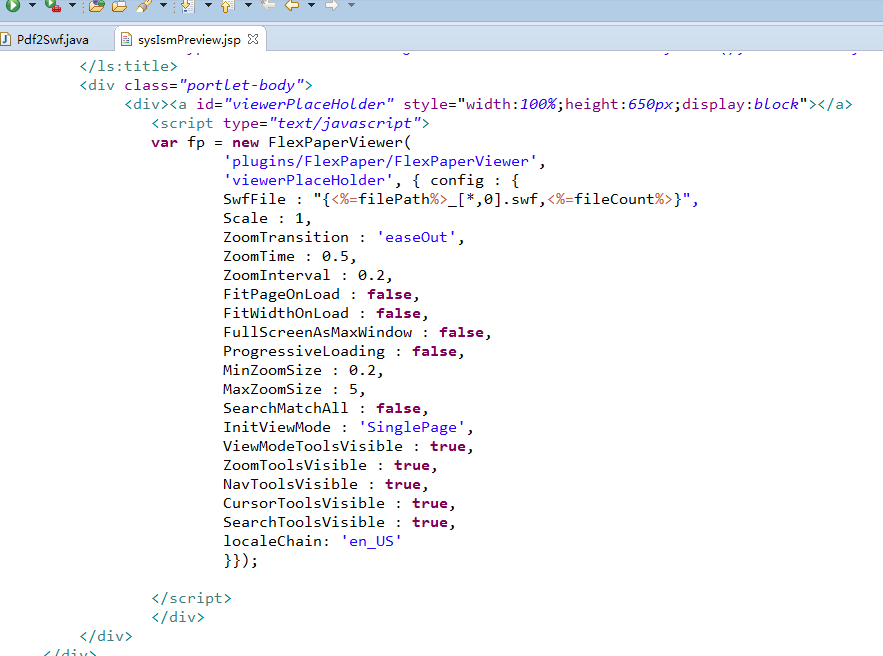 Pdf2Swf.java
sysIsmPreview.jsp
</ls:title>
<div class="portlet-body">
<div><a id="viewerPlaceHolder" style="width:100%;height:650px;display:block"></a>
<script type="text/javascript">
var fp = new FlexPaperViewer(
'plugins/FlexPaper/FlexPaperViewer',
'viewerPlaceHolder', { config : {
SwfFile : "{<%=filePath%>_[*,0].swf,<%=fileCount%>}",
Scale : 1,
ZoomTransition : 'easeOut',
ZoomTime : 0.5,
ZoomInterval : 0.2,
FitPageOnLoad : false,
FitWidthOnLoad : false,
FullScreenAsMaxWindow : false,
ProgressiveLoading : false,
MinZoomSize : 0.2,
MaxZoomSize : 5,
SearchMatchAll : false,
InitViewMode : 'SinglePage',
ViewModeToolsVisible : true,
ZoomToolsVisible : true,
NavToolsVisible : true,
CursorToolsVisible : true,
SearchToolsVisible : true,
localeChain: 'en_US'
}});
</script>
</div>
</div>
</div>